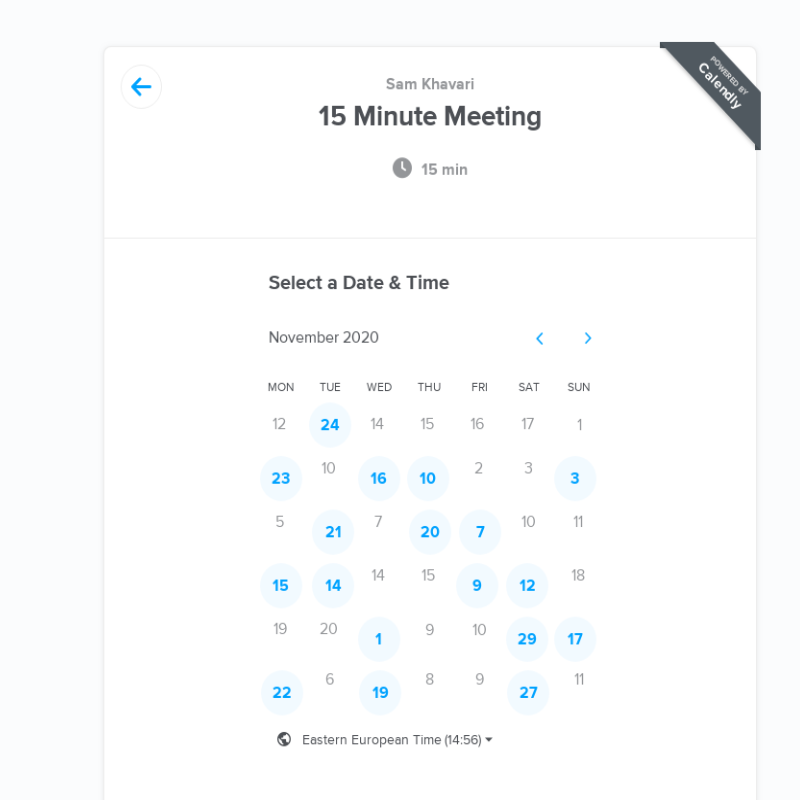 POWERED BY
Calendly
Sam Khavari
15 Minute Meeting
15 min
Select a Date & Time
November 2020
MON TUE WED THU FRI SAT SUN
12 24 14 15 16 17 1
23 10 16 10 2 3 3
5 21 7 20 7 10 11
15 14 14 15 9 12 18
19 20 1 9 10 29 17
22 6 19 8 9 27 11
Eastern European Time (14:56)